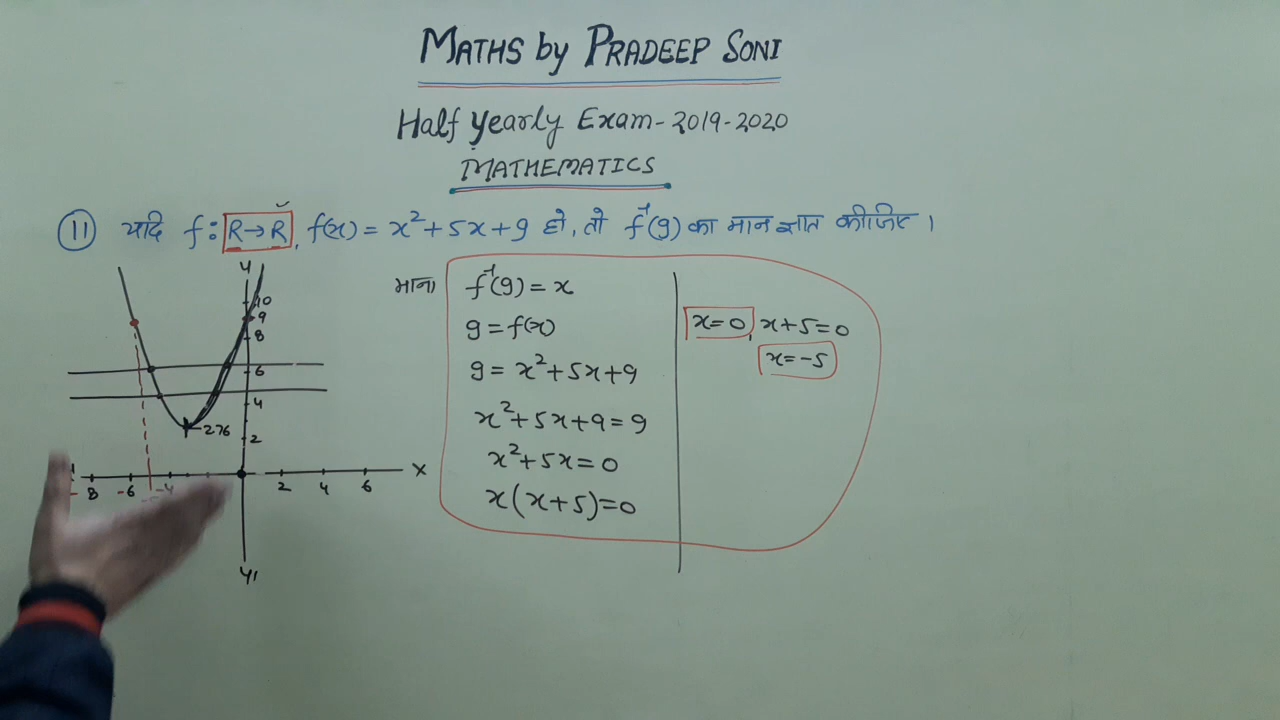 MATHS by PRADEEP SONI
Half Yearly Exam-2019-2020
MATHEMATICS
11 यदि f: R→R, f(x) = x²+5x+9 हो, तो f⁻¹(9) का मान ज्ञात कीजिए।
माना
f⁻¹(9) = x
9 = f(x)
9 = x²+5x+9
x²+5x+9 = 9
x²+5x = 0
x(x+5)=0
x=0, x+5=0
x=-5
Y
10
9
8
6
4
2
276
8 -6 -4 2 4 6 X
Y'